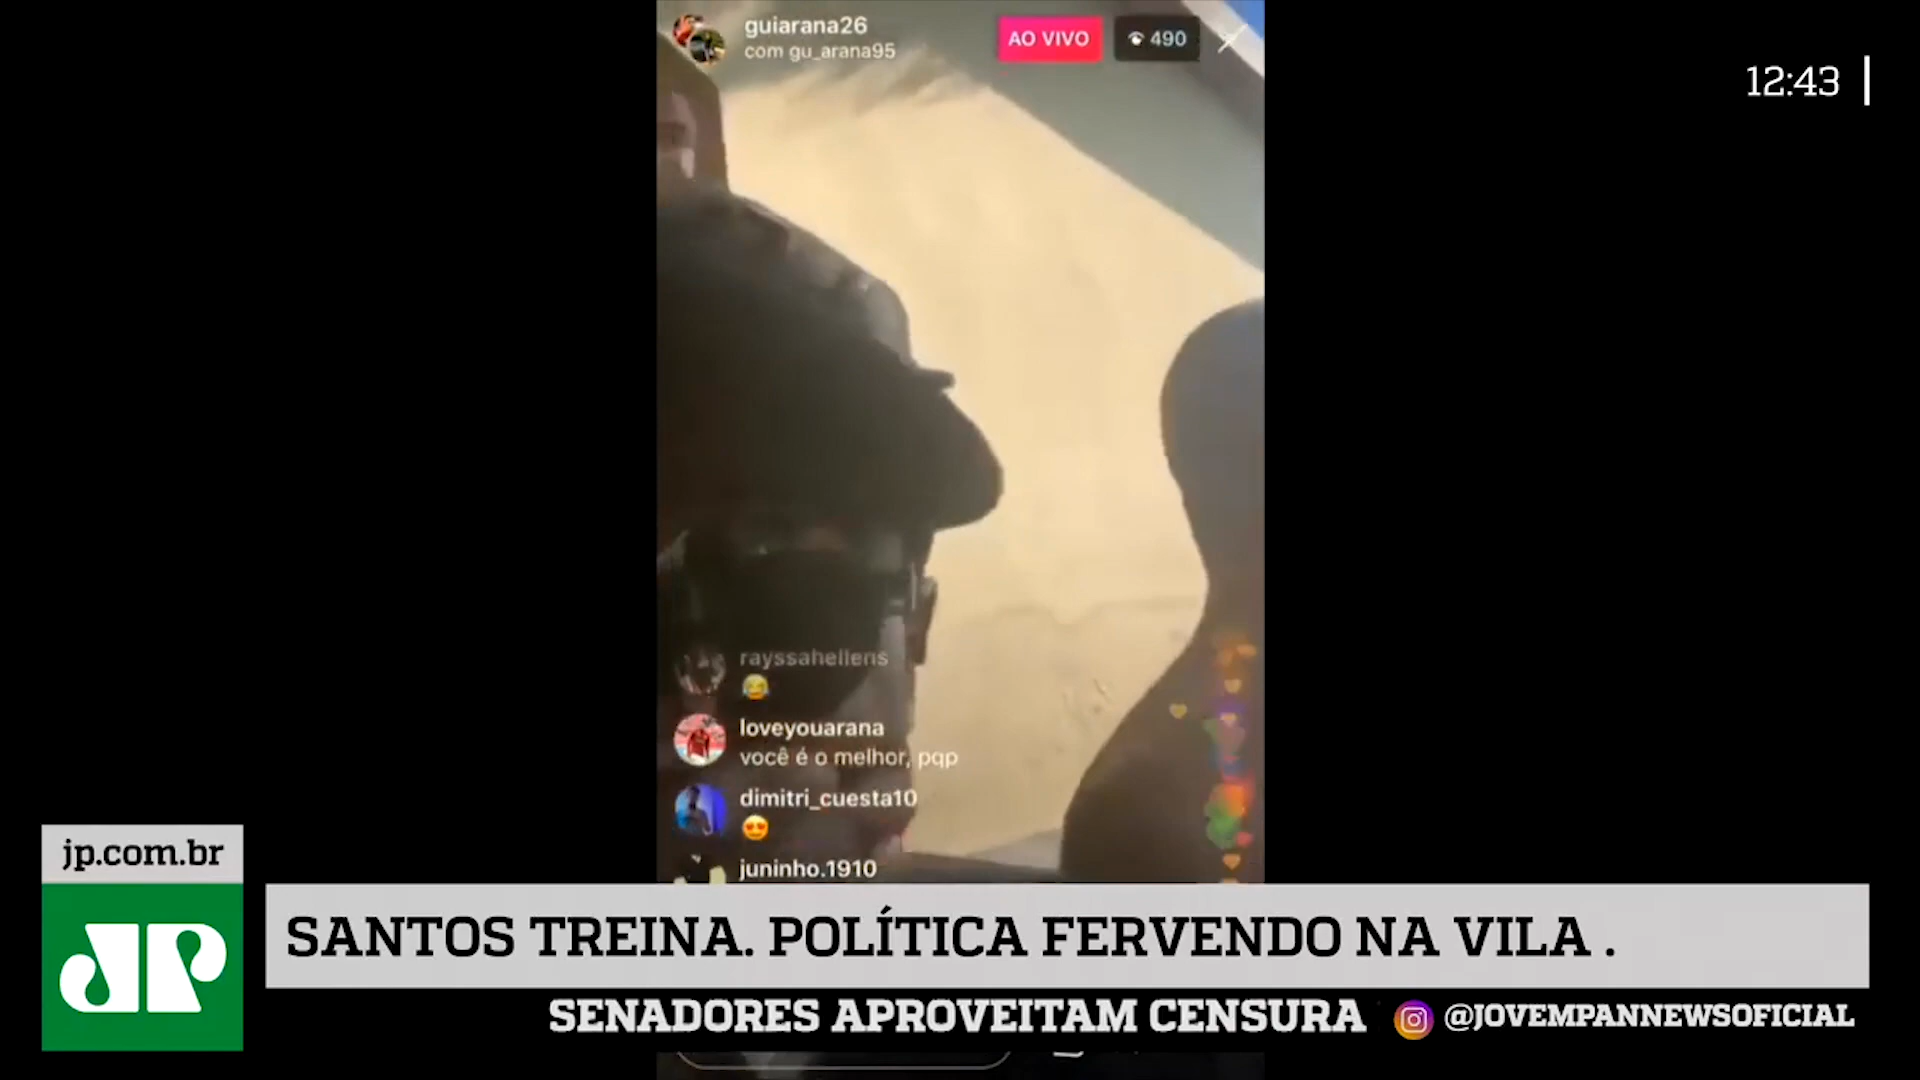 guiarana26
com gu_arana95
AO VIVO
490
12:43
rayssahellens
loveyouarana
você é o melhor, pqp
dimitri_cuesta10
juninho.1910
jp.com.br
JP
SANTOS TREINA. POLÍTICA FERVENDO NA VILA .
SENADORES APROVEITAM CENSURA
@JOVEMPANNEWSOFICIAL